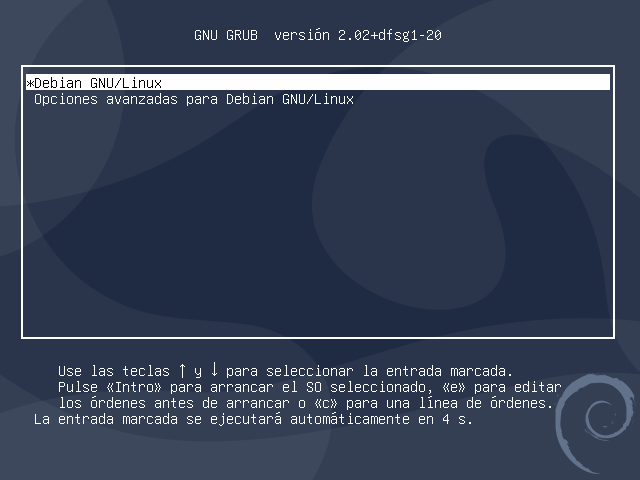 GNU GRUB  versión 2.02+dfsg1-20
*Debian GNU/Linux
Opciones avanzadas para Debian GNU/Linux
Use las teclas ↑ y ↓ para seleccionar la entrada marcada.
Pulse «Intro» para arrancar el SO seleccionado, «e» para editar
los órdenes antes de arrancar o «c» para una línea de órdenes.
La entrada marcada se ejecutará automáticamente en 4 s.